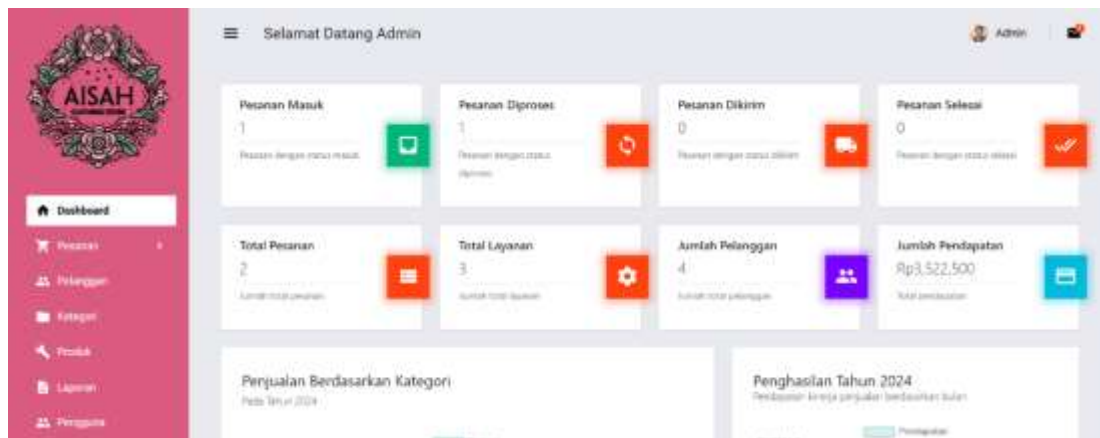 AISAH
Selamat Datang Admin
Admin
Dashboard
Pesanan
Pelanggan
Kategori
Produk
Laporan
Pengguna
Pesanan Masuk
1
Pesanan dengan status masuk
Pesanan Diproses
1
Pesanan dengan status
diproses
Pesanan Dikirim
0
Pesanan dengan status dikirim
Pesanan Selesai
0
Pesanan dengan status selesai
Total Pesanan
2
Jumlah total pesanan
Total Layanan
3
Jumlah total layanan
Jumlah Pelanggan
4
Jumlah total pelanggan
Jumlah Pendapatan
Rp3,522,500
Total pendapatan
Penjualan Berdasarkan Kategori
Pada Tahun 2024
Penghasilan Tahun 2024
Pendapatan kinerja penjualan berdasarkan bulan
Pendapatan